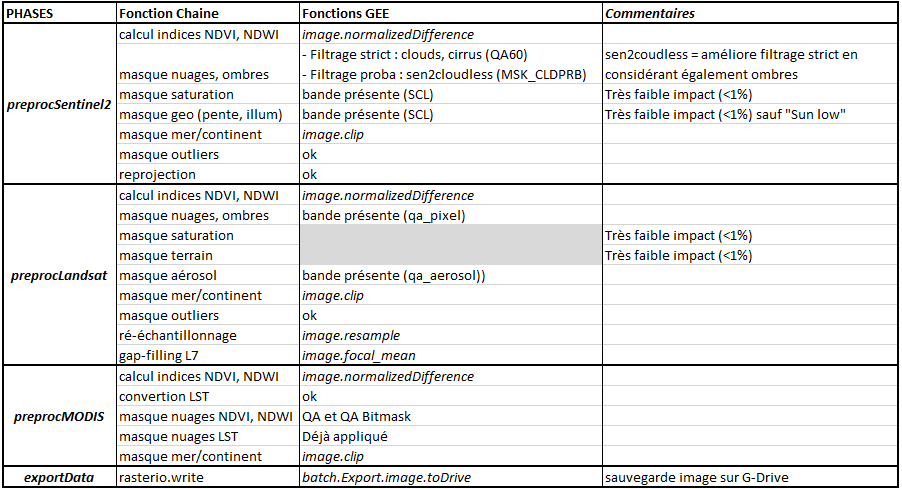 PHASES Fonction Chaine Fonctions GEE Commentaires
preprocSentinel2
calcul indices NDVI, NDWI image.normalizedDifference
- Filtrage strict : clouds, cirrus (QA60) sen2coudless = améliore filtrage strict en
masque nuages, ombres - Filtrage proba : sen2cloudless (MSK_CLDPRB) considérant également ombres
masque saturation bande présente (SCL) Très faible impact (<1%)
masque geo (pente, illum) bande présente (SCL) Très faible impact (<1%) sauf "Sun low"
masque mer/continent image.clip
masque outliers ok
reprojection ok
preprocLandsat
calcul indices NDVI, NDWI image.normalizedDifference
masque nuages, ombres bande présente (qa_pixel)
masque saturation Très faible impact (<1%)
masque terrain Très faible impact (<1%)
masque aérosol bande présente (qa_aerosol))
masque mer/continent image.clip
masque outliers ok
ré-échantillonnage image.resample
gap-filling L7 image.focal_mean
preprocMODIS
calcul indices NDVI, NDWI image.normalizedDifference
convertion LST ok
masque nuages NDVI, NDWI QA et QA Bitmask
masque nuages LST Déjà appliqué
masque mer/continent image.clip
exportData rasterio.write batch.Export.image.toDrive sauvegarde image sur G-Drive